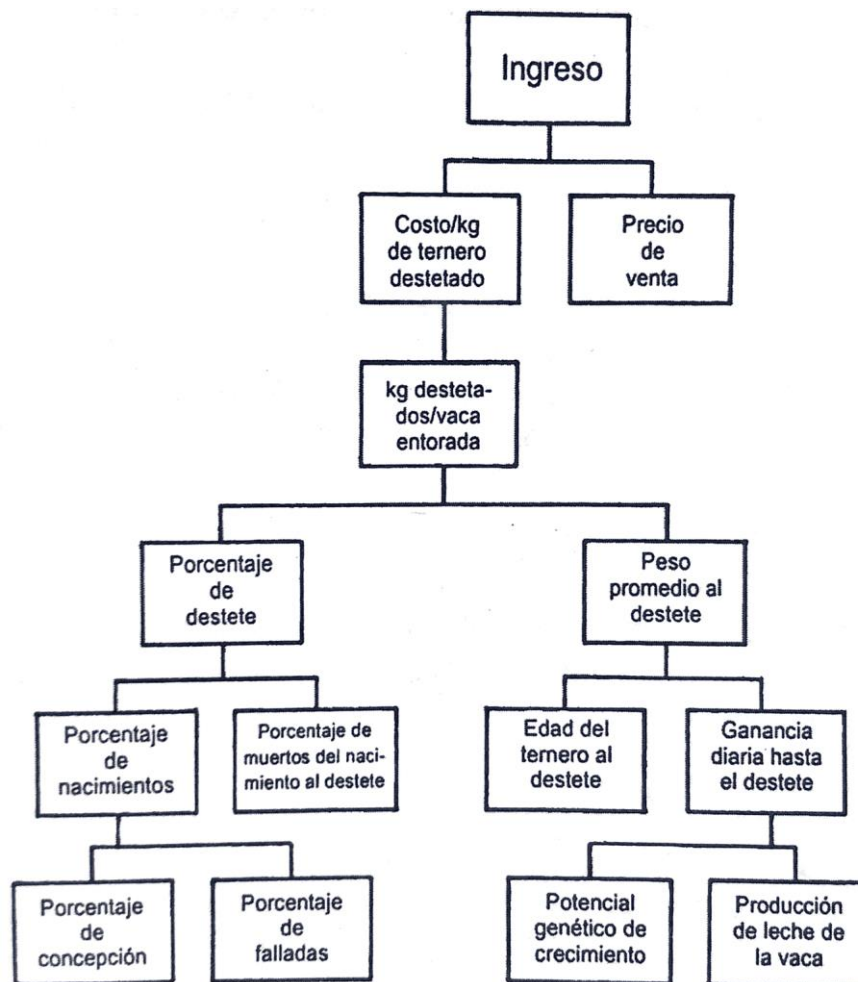 Ingreso
Costo/kg
de ternero
destetado
Precio
de
venta
kg desteta-
dos/vaca
entorada
Porcentaje
de
destete
Peso
promedio al
destete
Porcentaje
de
nacimientos
Porcentaje de
muertos del naci-
miento al destete
Edad del
ternero al
destete
Ganancia
diaria hasta
el destete
Porcentaje
de
concepción
Porcentaje
de
falladas
Potencial
genético de
crecimiento
Producción
de leche de
la vaca